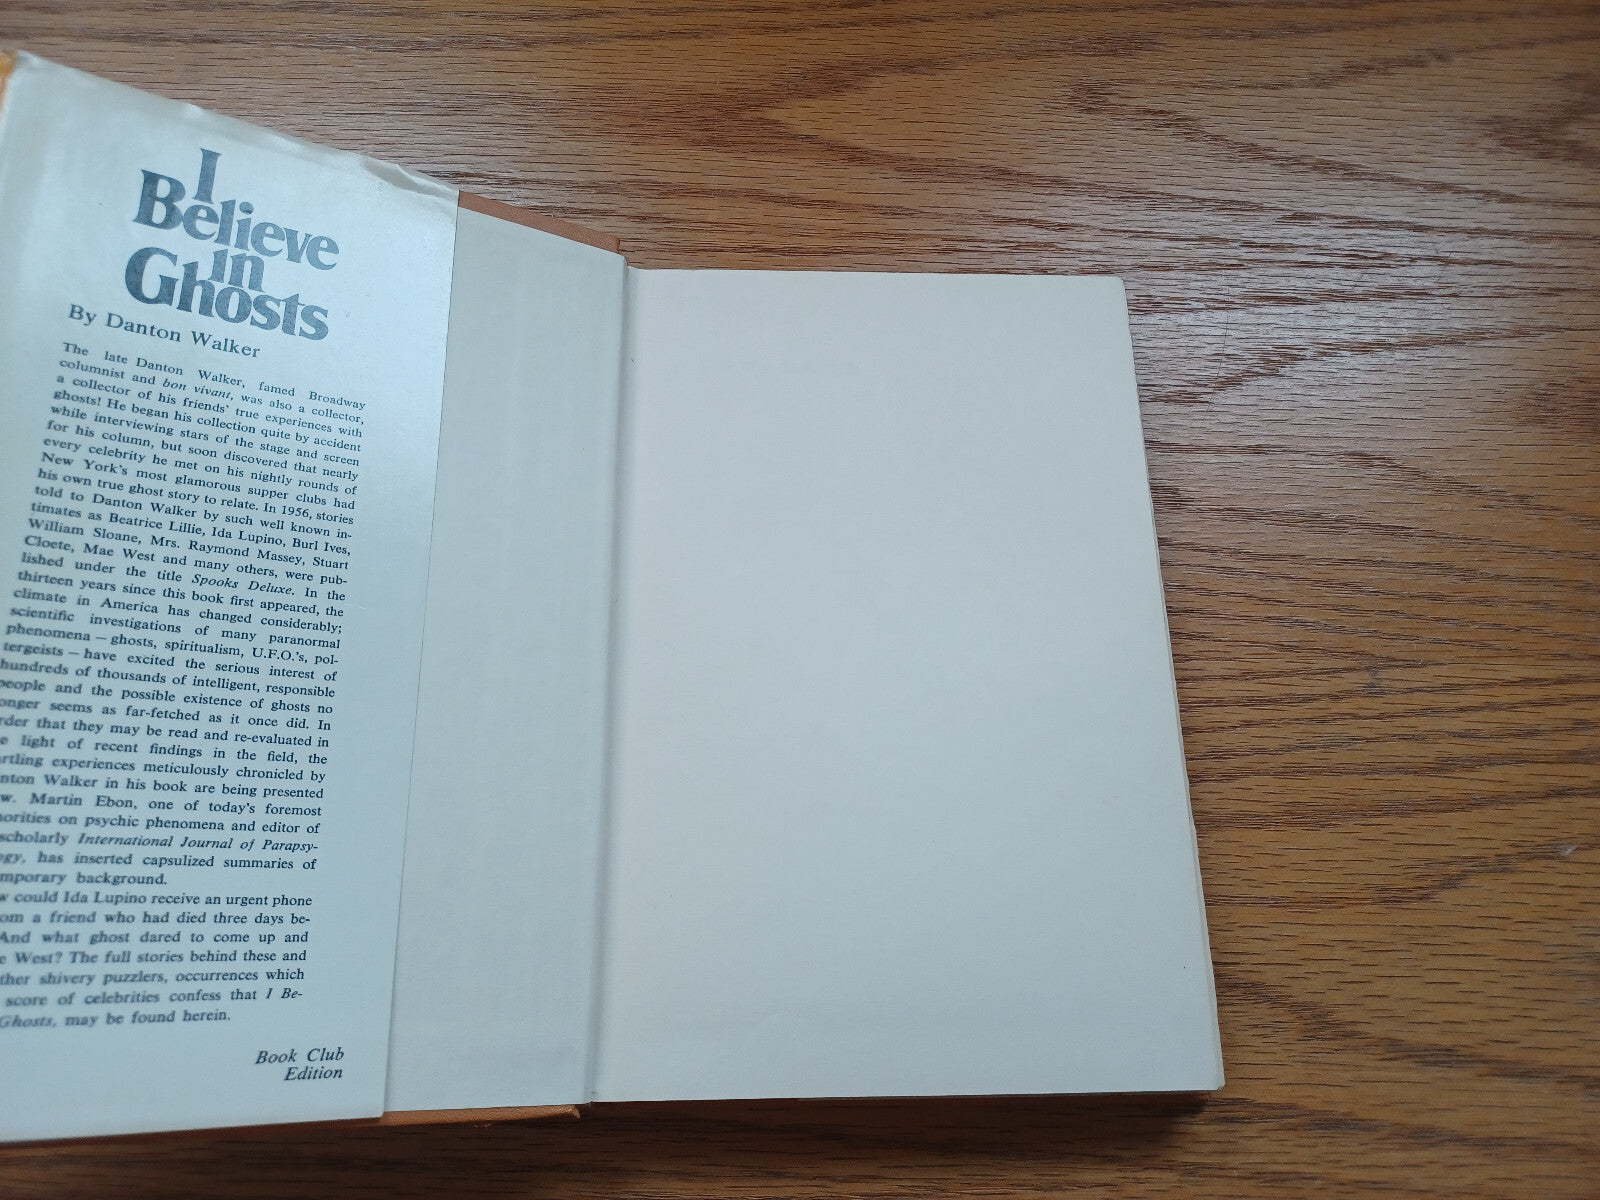 I
Believe
in
Ghosts
By Danton Walker
The late Danton Walker, famed Broadway
columnist and bon vivant, was also a collector,
a collector of his friends' true experiences with
ghosts! He began his collection quite by accident
while interviewing stars of the stage and screen
for his column, but soon discovered that nearly
every celebrity he met on his nightly rounds of
New York's most glamorous supper clubs had
his own true ghost story to relate. In 1956, stories
told to Danton Walker by such well known in-
timates as Beatrice Lillie, Ida Lupino, Burl Ives,
William Sloane, Mrs. Raymond Massey, Stuart
Cloete, Mae West and many others, were pub-
lished under the title Spooks Deluxe. In the
thirteen years since this book first appeared, the
climate in America has changed considerably;
scientific investigations of many paranormal
phenomena — ghosts, spiritualism, U.F.O.'s, pol-
tergeists — have excited the serious interest of
hundreds of thousands of intelligent, responsible
people and the possible existence of ghosts no
onger seems as far-fetched as it once did. In
rder that they may be read and re-evaluated in
e light of recent findings in the field, the
rtling experiences meticulously chronicled by
nton Walker in his book are being presented
w. Martin Ebon, one of today's foremost
orities on psychic phenomena and editor of
scholarly International Journal of Parapsy-
ogy, has inserted capsulized summaries of
mporary background.
w could Ida Lupino receive an urgent phone
om a friend who had died three days be-
And what ghost dared to come up and
e West? The full stories behind these and
ther shivery puzzlers, occurrences which
score of celebrities confess that I Be-
Ghosts, may be found herein.
Book Club
Edition